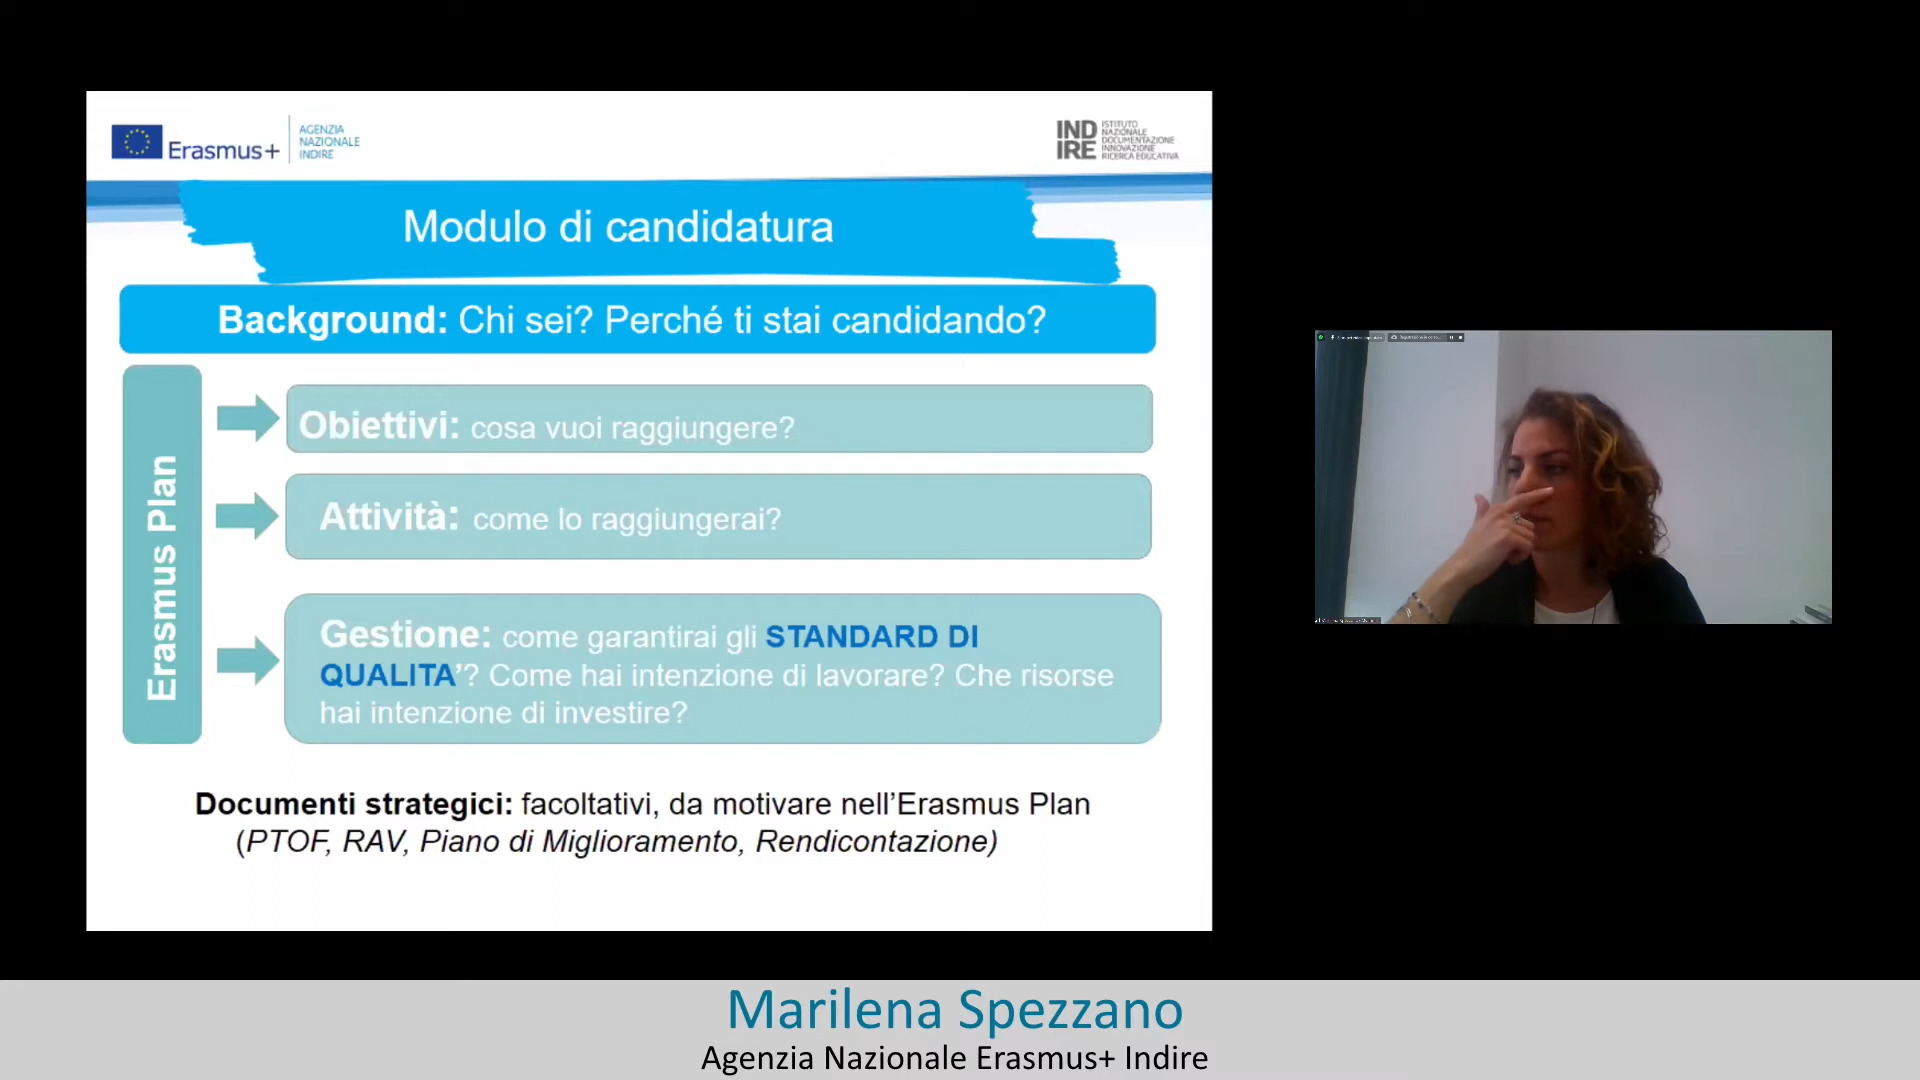 Erasmus+
AGENZIA
NAZIONALE
INDIRE
IND
IRE
ISTITUTO
NAZIONALE
DOCUMENTAZIONE
INNOVAZIONE
RICERCA EDUCATIVA
Modulo di candidatura
Background: Chi sei? Perché ti stai candidando?
Erasmus Plan
Obiettivi: cosa vuoi raggiungere?
Attività: come lo raggiungerai?
Gestione: come garantirai gli STANDARD DI
QUALITA’? Come hai intenzione di lavorare? Che risorse
hai intenzione di investire?
Documenti strategici: facoltativi, da motivare nell’Erasmus Plan
(PTOF, RAV, Piano di Miglioramento, Rendicontazione)
Marilena Spezzano
Agenzia Nazionale Erasmus+ Indire